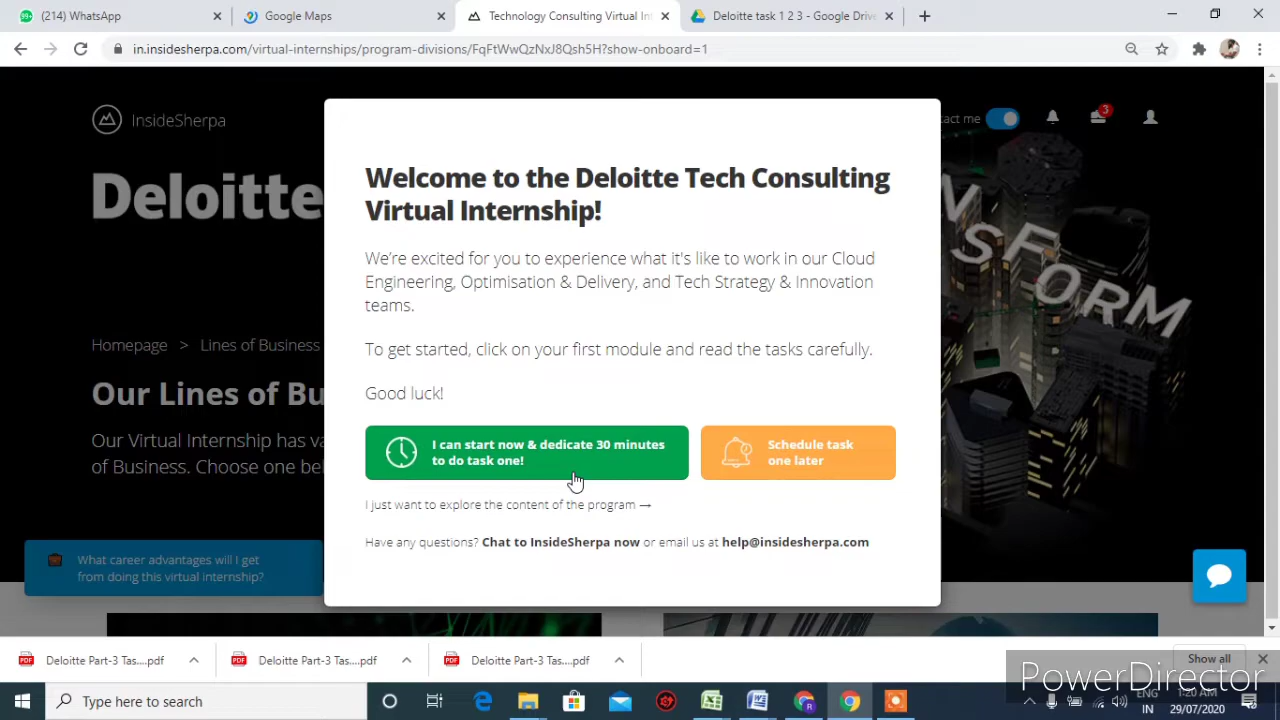 (214) WhatsApp
Google Maps
Technology Consulting Virtual In
Deloitte task 1 2 3 - Google Drive
in.insidesherpa.com/virtual-internships/program-divisions/FqFtWwQzNxJ8Qsh5H?show-onboard=1
InsideSherpa
tact me
3
Deloitte
Welcome to the Deloitte Tech Consulting
Virtual Internship!
We're excited for you to experience what it's like to work in our Cloud
Engineering, Optimisation & Delivery, and Tech Strategy & Innovation
teams.
To get started, click on your first module and read the tasks carefully.
Good luck!
I can start now & dedicate 30 minutes
to do task one!
Schedule task
one later
I just want to explore the content of the program →
Have any questions? Chat to InsideSherpa now or email us at help@insidesherpa.com
Homepage > Lines of Business
Our Lines of Bu
Our Virtual Internship has va
of Business. Choose one bel
What career advantages will I get
from doing this virtual internship?
NSFORM
Deloitte Part-3 Tas....pdf
Deloitte Part-3 Tas....pdf
Deloitte Part-3 Tas....pdf
Show all
PowerDirector
Type here to search
ENG
IN
1:20 AM
29/07/2020